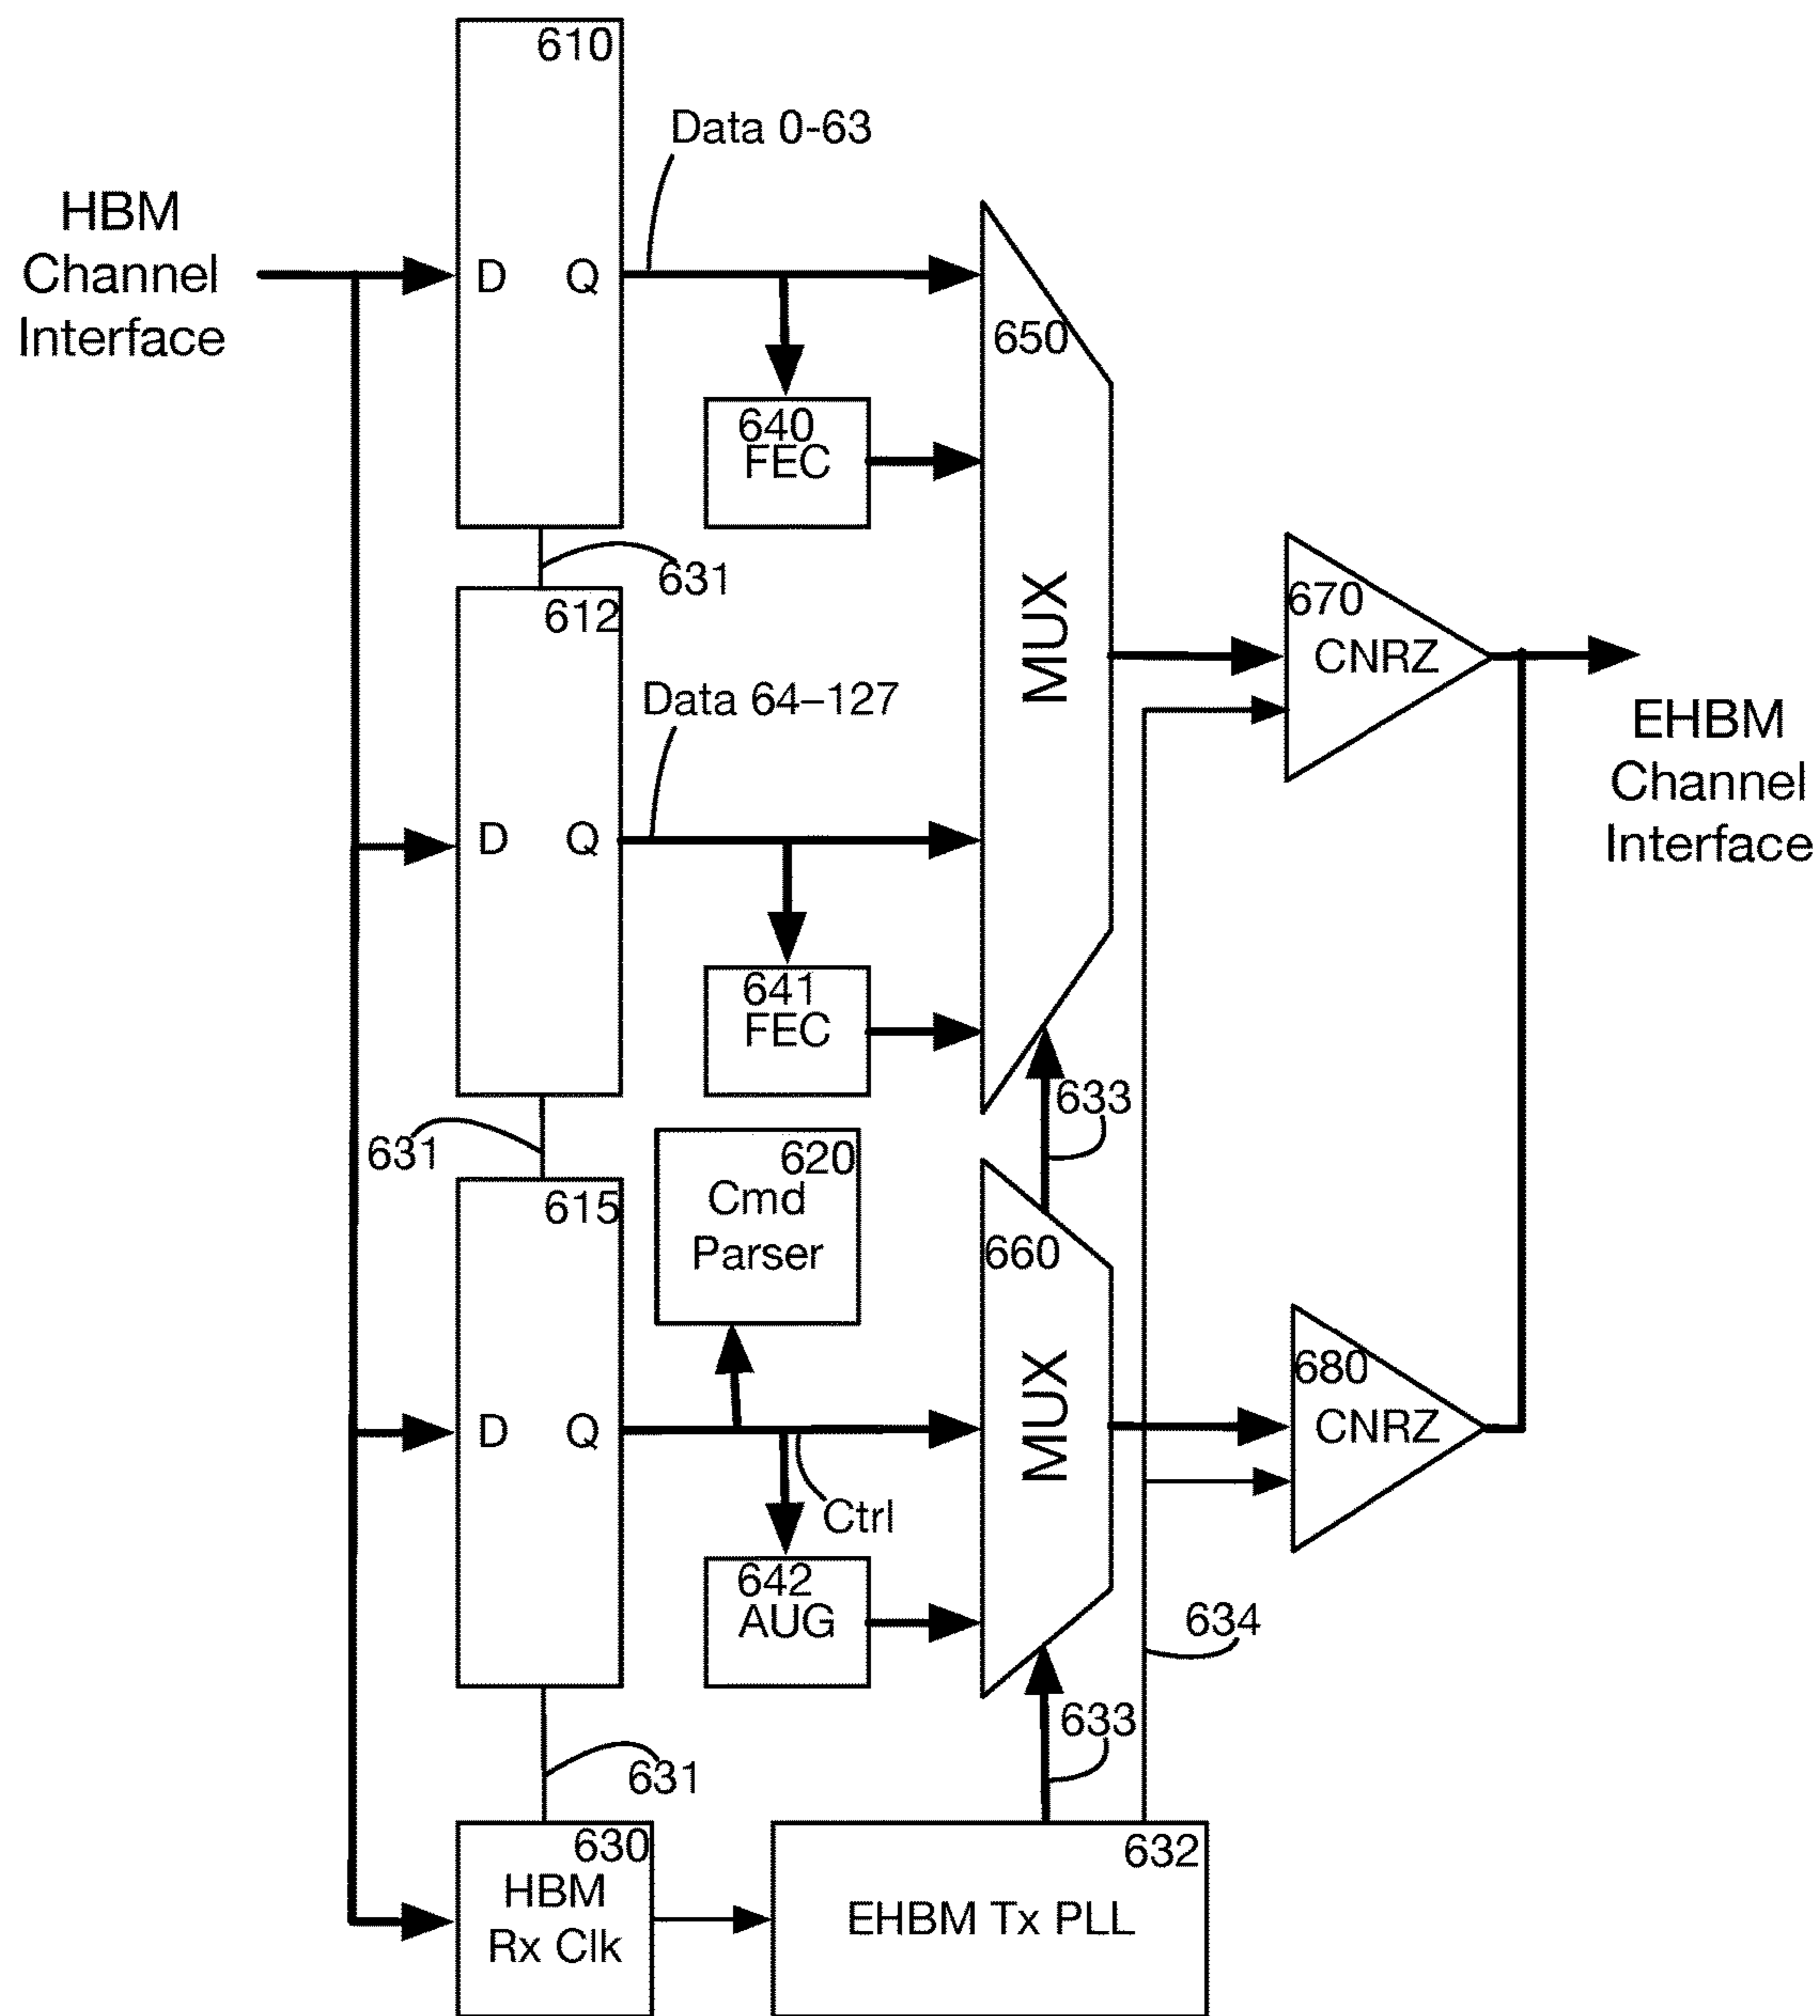 610
Data 0-63
HBM
Channel
Interface
D Q
650
640
FEC
631
612
MUX
670
CNRZ
Data 64–127
EHBM
Channel
Interface
D Q
641
FEC
633
631
620
Cmd
Parser
615
660
MUX
680
CNRZ
D Q
Ctrl
642
AUG
634
633
631
630
HBM
Rx Clk
632
EHBM Tx PLL